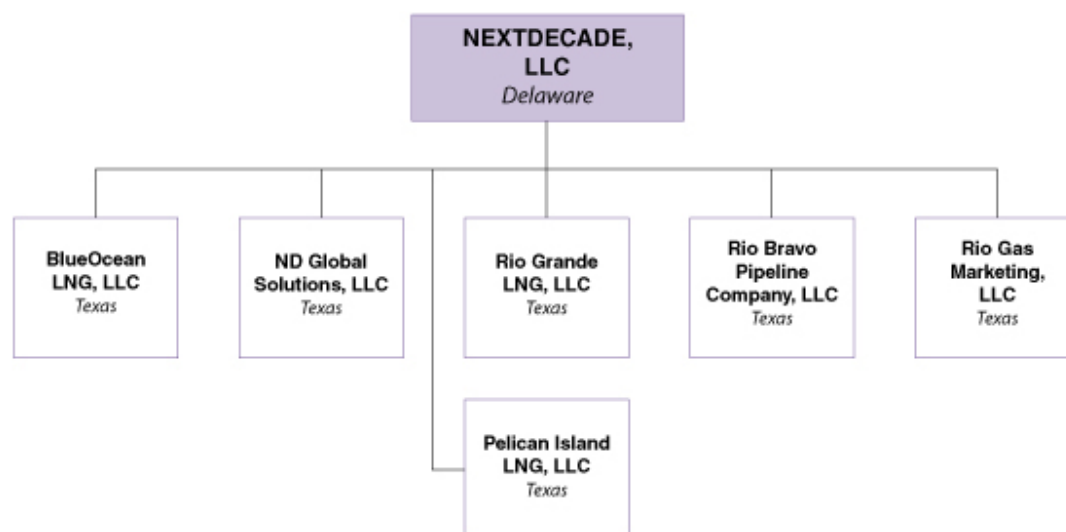 NEXTDECADE,
LLC
Delaware
BlueOcean
LNG, LLC
Texas
ND Global
Solutions, LLC
Texas
Rio Grande
LNG, LLC
Texas
Rio Bravo
Pipeline
Company, LLC
Texas
Rio Gas
Marketing,
LLC
Texas
Pelican Island
LNG, LLC
Texas